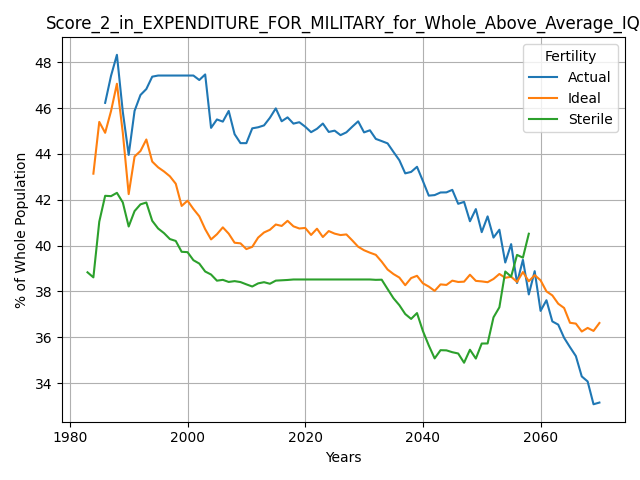 Score_2_in_EXPENDITURE_FOR_MILITARY_for_Whole_Above_Average_IQ
Fertility
Actual
Ideal
Sterile
% of Whole Population
48
46
44
42
40
38
36
34
1980
2000
2020
2040
2060
Years